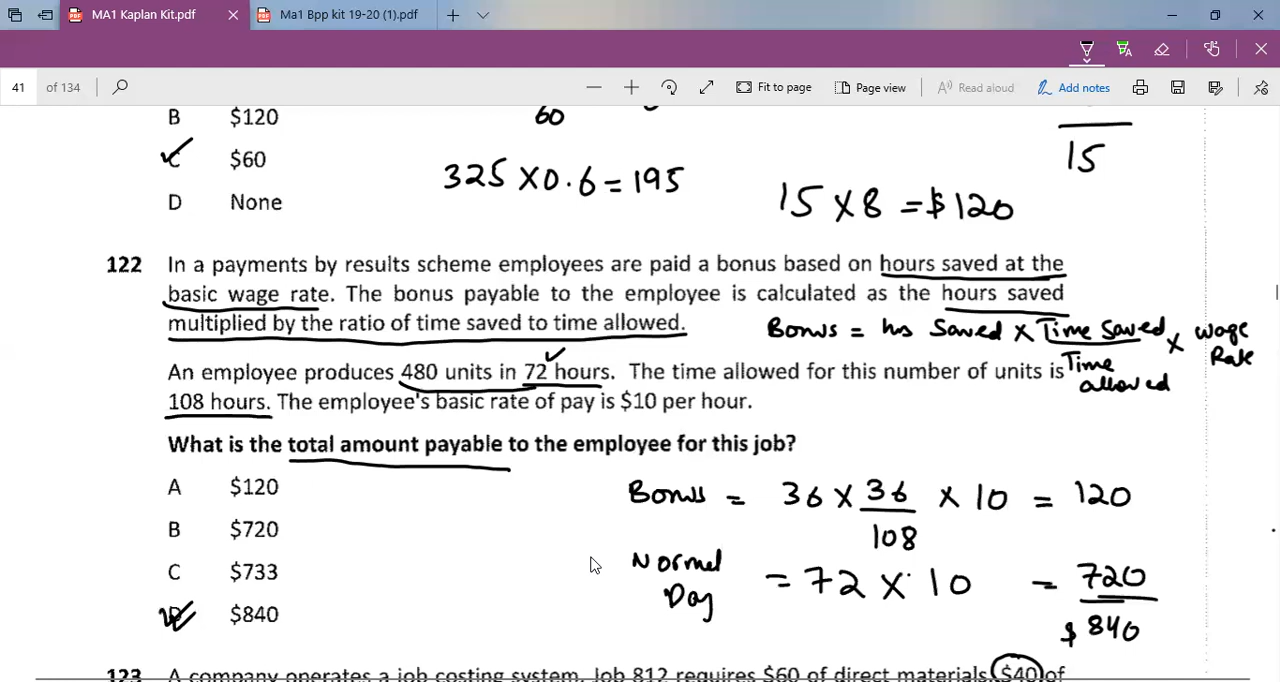 MA1 Kaplan Kit.pdf
Ma1 Bpp kit 19-20 (1).pdf
41 of 134
Fit to page
Page view
Read aloud
Add notes
B $120
60
C $60
15
325 X 0.6 = 195
D None
15 X 8 = $120
122 In a payments by results scheme employees are paid a bonus based on hours saved at the
basic wage rate. The bonus payable to the employee is calculated as the hours saved
multiplied by the ratio of time saved to time allowed.
Bonus = hrs Saved x Time Saved x wage Rate
Time allowed
An employee produces 480 units in 72 hours. The time allowed for this number of units is
108 hours. The employee's basic rate of pay is $10 per hour.
What is the total amount payable to the employee for this job?
A $120
Bonus = 36 x 36 x 10 = 120
108
B $720
C $733
Normal Day = 72 x 10 = 720
D $840
$840
123 A company operates a job costing system. Job 812 requires $60 of direct materials, $40 of